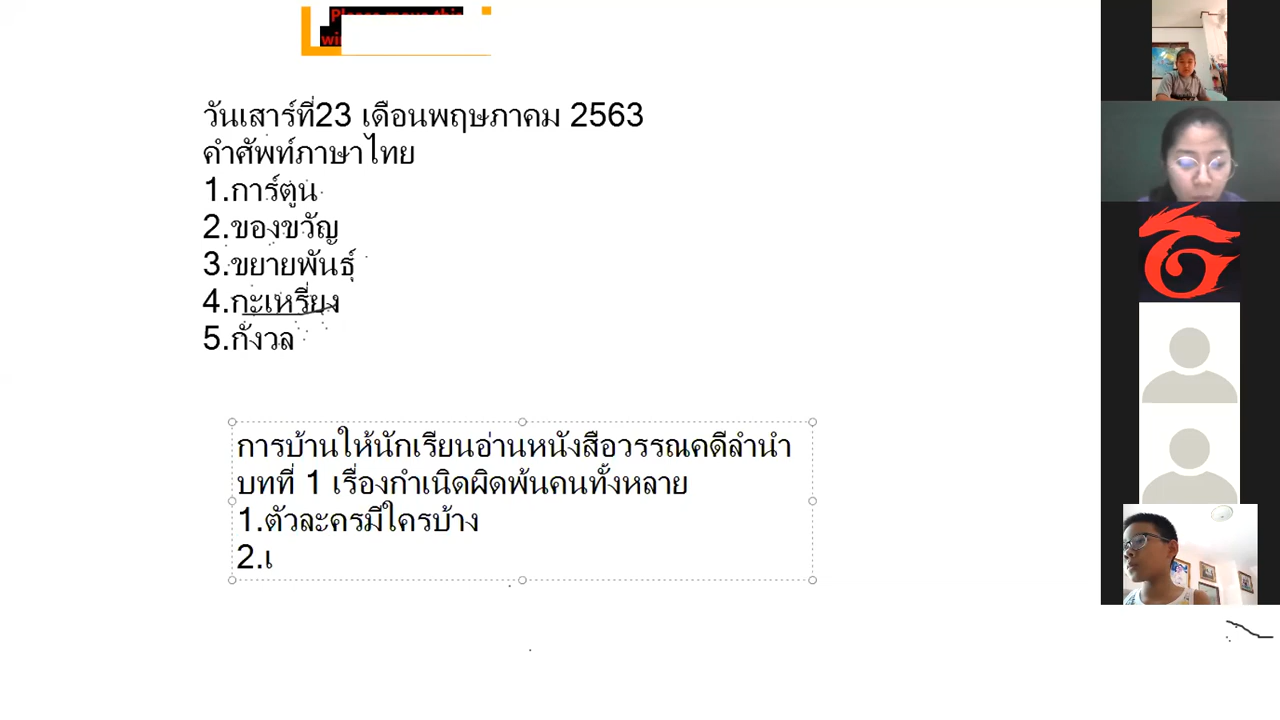 Please move this
วันเสาร์ที่23 เดือนพฤษภาคม 2563
คำศัพท์ภาษาไทย
1.การ์ตูน
2.ของขวัญ
3.ขยายพันธุ์
4.กะเหรี่ยง
5.กังวล
การบ้านให้นักเรียนอ่านหนังสือวรรณคดีลำนำ
บทที่ 1 เรื่องกำเนิดผิดพ้นคนทั้งหลาย
1.ตัวละครมีใครบ้าง
2.เ